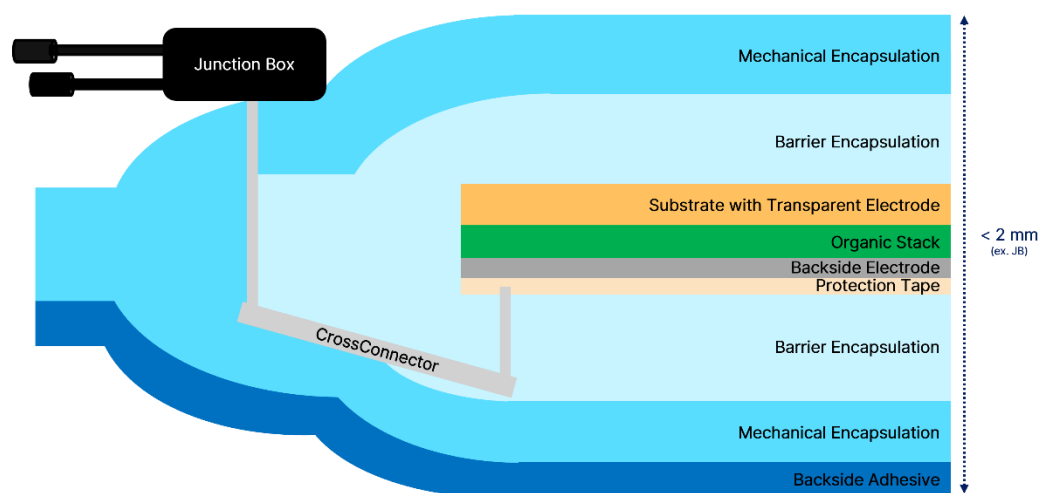 Mechanical Encapsulation
Junction Box
Barrier Encapsulation
Substrate with Transparent Electrode
< 2 mm
(ex. JB)
Organic Stack
Backside Electrode
Protection Tape
CrossConnector
Barrier Encapsulation
Mechanical Encapsulation
Backside Adhesive